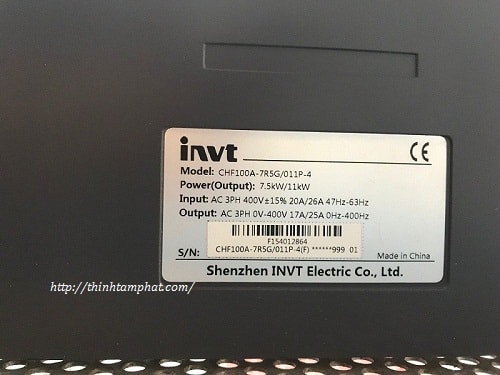 invt
CE
Model: CHF100A-7R5G/011P-4
Power(Output): 7.5kW/11kW
Input: AC 3PH 400V±15% 20A/26A 47Hz-63Hz
Output: AC 3PH 0V-400V 17A/25A 0Hz-400Hz
F154012864
S/N: CHF100A-7R5G/011P-4(F) ******999 01
Made in China
Shenzhen INVT Electric Co., Ltd.
http://thinhtamphat.com/